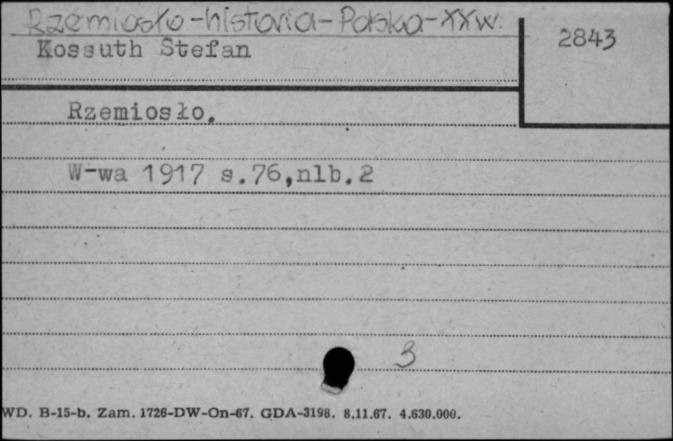 Rzemiosło-historia-Polska-XXw.
Kossuth Stefan
2843
Rzemiosło.
W-wa 1917 s.76,nlb.2
3
WD. B-15-b. Zam. 1726-DW-On-67. GDA-3198. 8.11.67. 4.630.000.